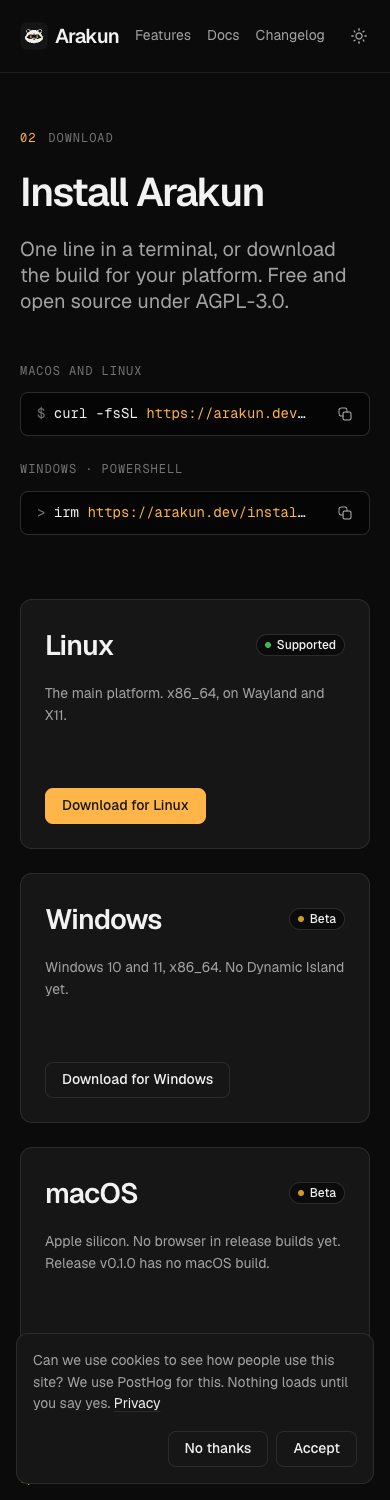 Arakun Features Docs Changelog
02 DOWNLOAD
Install Arakun
One line in a terminal, or download
the build for your platform. Free and
open source under AGPL-3.0.
MACOS AND LINUX
$ curl -fsSL https://arakun.dev…
WINDOWS · POWERSHELL
> irm https://arakun.dev/instal…
Linux
Supported
The main platform. x86_64, on Wayland and
X11.
Download for Linux
Windows
Beta
Windows 10 and 11, x86_64. No Dynamic Island
yet.
Download for Windows
macOS
Beta
Apple silicon. No browser in release builds yet.
Release v0.1.0 has no macOS build.
Can we use cookies to see how people use this
site? We use PostHog for this. Nothing loads until
you say yes. Privacy
No thanks
Accept